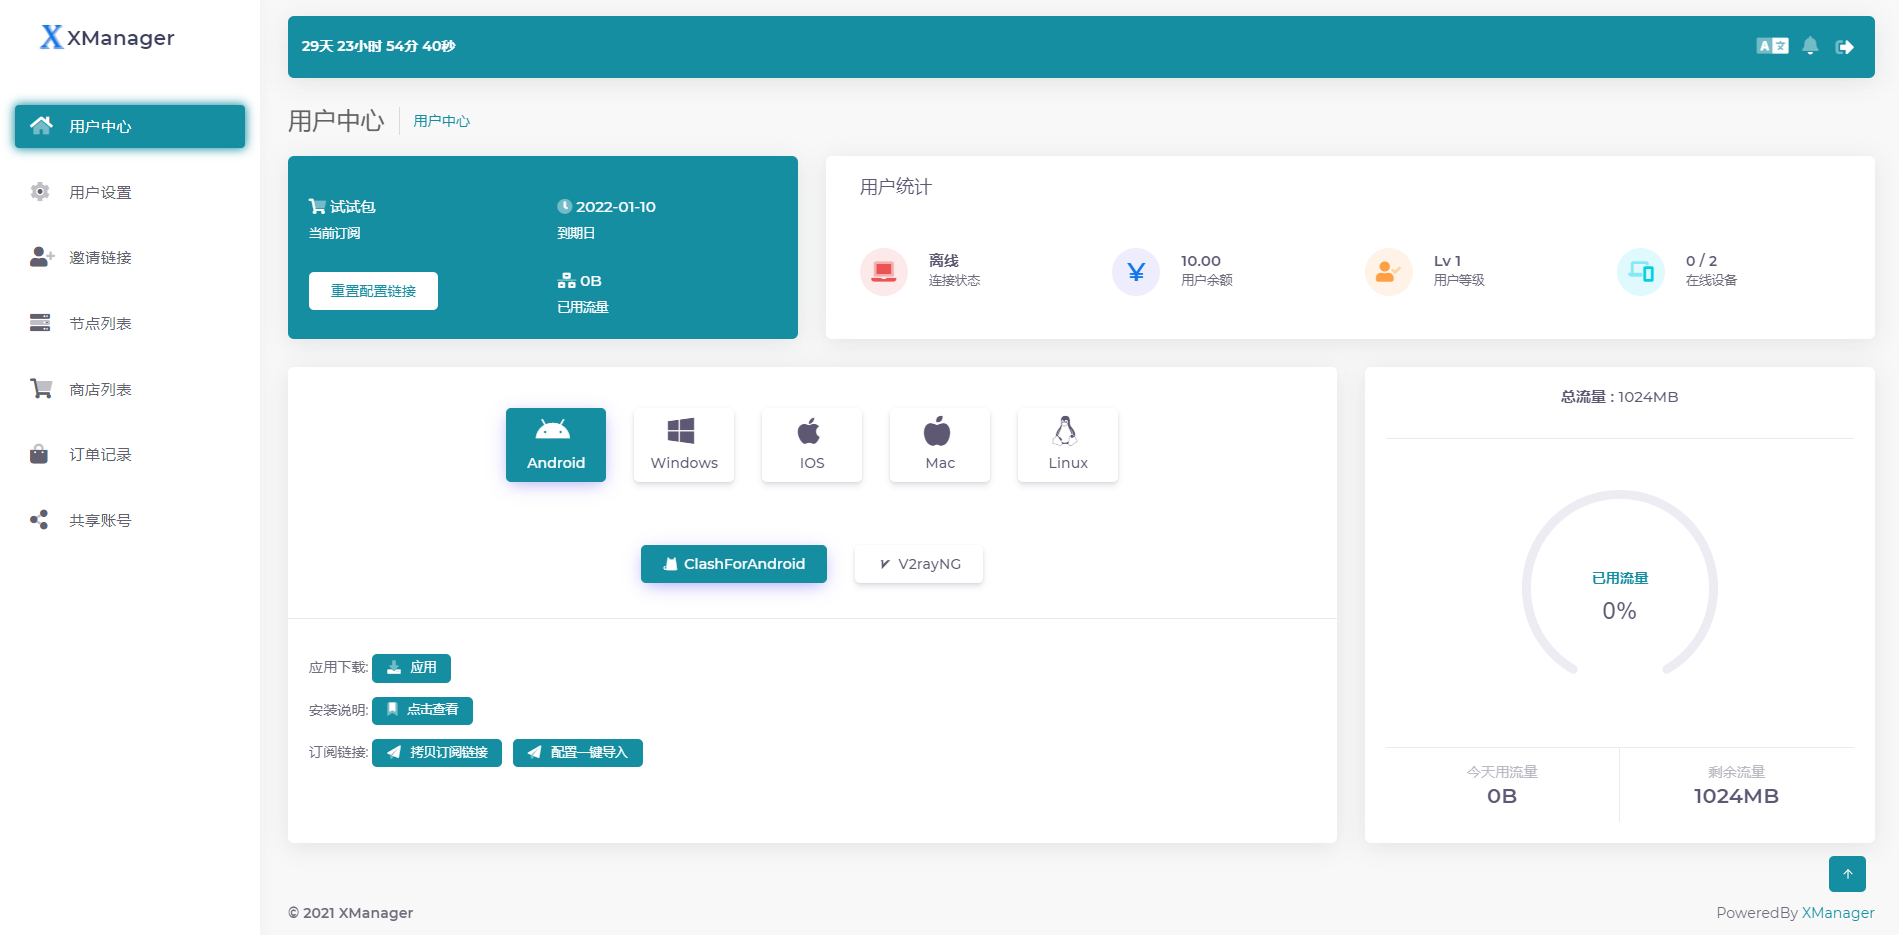 XManager
用户中心
用户设置
邀请链接
节点列表
商店列表
订单记录
共享账号
29天 23小时 54分 40秒
用户中心
用户中心
试试包
当前订阅
2022-01-10
到期日
重置配置链接
0B
已用流量
用户统计
离线
连接状态
10.00
用户余额
Lv 1
用户等级
0 / 2
在线设备
Android
Windows
IOS
Mac
Linux
ClashForAndroid
V2rayNG
应用下载: 应用
安装说明: 点击查看
订阅链接: 拷贝订阅链接 配置一键导入
总流量 : 1024MB
已用流量
0%
今天用流量
0B
剩余流量
1024MB
© 2021 XManager
PoweredBy XManager